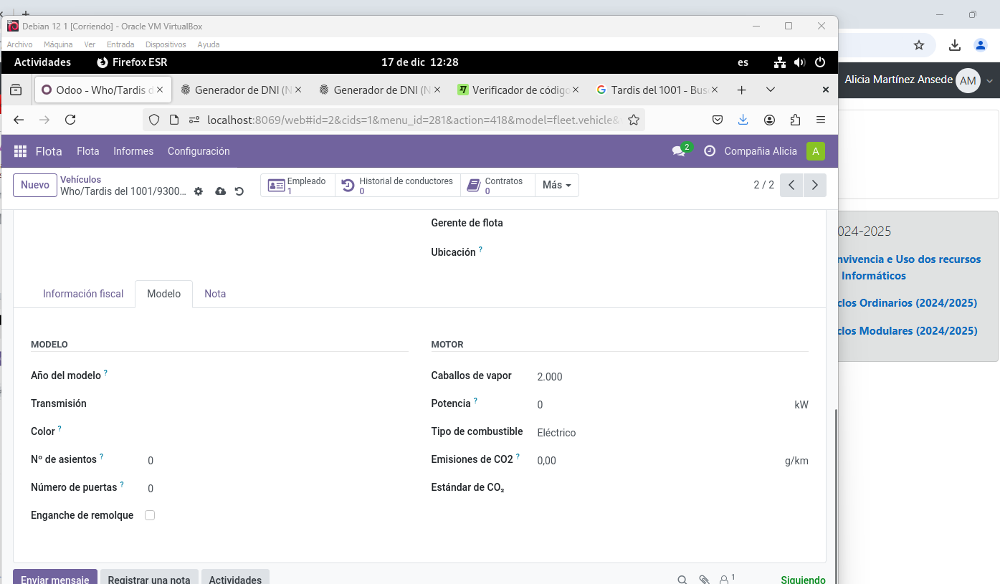 Debian 12 1 [Corriendo] - Oracle VM VirtualBox
Archivo Máquina Ver Entrada Dispositivos Ayuda
Actividades Firefox ESR 17 de dic 12:28 es
Odoo - Who/Tardis d Generador de DNI (N Generador de DNI (N Verificador de código Tardis del 1001 - Bus
localhost:8069/web#id=2&cids=1&menu_id=281&action=418&model=fleet.vehicle&
Alicia Martínez Ansede AM
Flota Flota Informes Configuración 2 Compañia Alicia A
Nuevo
Vehículos
Who/Tardis del 1001/9300...
Empleado
1
Historial de conductores
0
Contratos
0
Más
2 / 2
Gerente de flota
Ubicación ?
Información fiscal Modelo Nota
MODELO
Año del modelo ?
Transmisión
Color ?
Nº de asientos ? 0
Número de puertas ? 0
Enganche de remolque
MOTOR
Caballos de vapor 2.000
Potencia ? 0 kW
Tipo de combustible Eléctrico
Emisiones de CO2 ? 0,00 g/km
Estándar de CO₂
Enviar mensaje Registrar una nota Actividades 1 Siguiendo
024-2025
nvivencia e Uso dos recursos
Informáticos
clos Ordinarios (2024/2025)
clos Modulares (2024/2025)